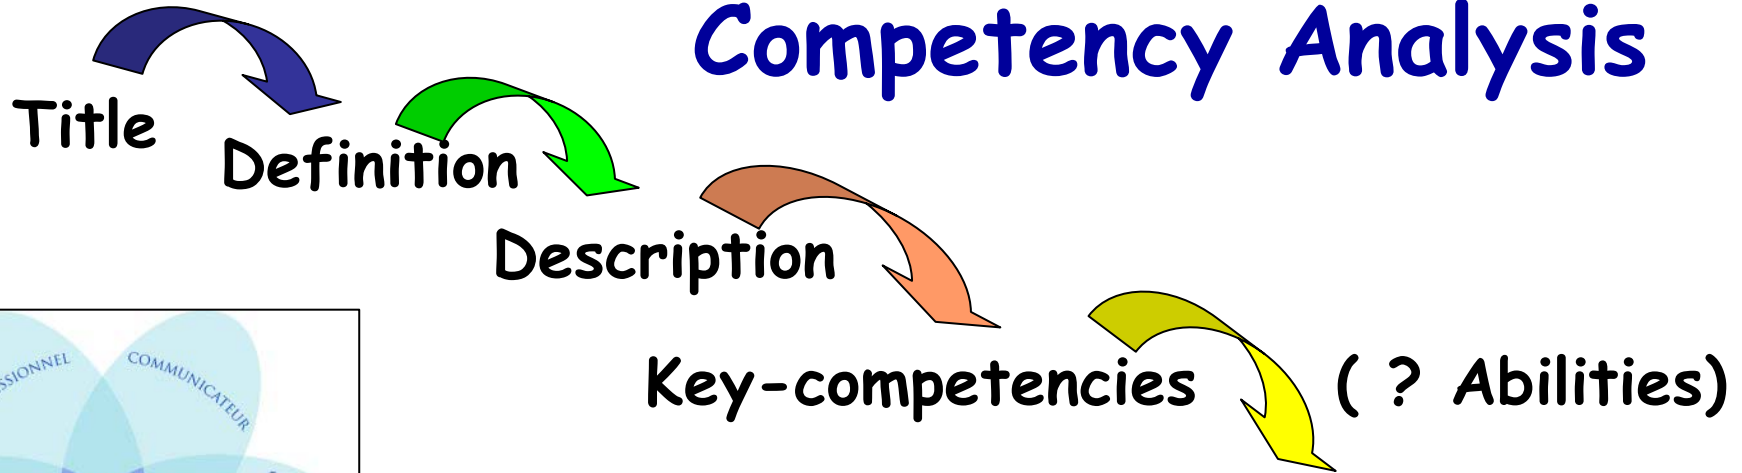 Competency Analysis
Title
Definition
Description
COMMUNICATEUR
Key-competencies ( ? Abilities)